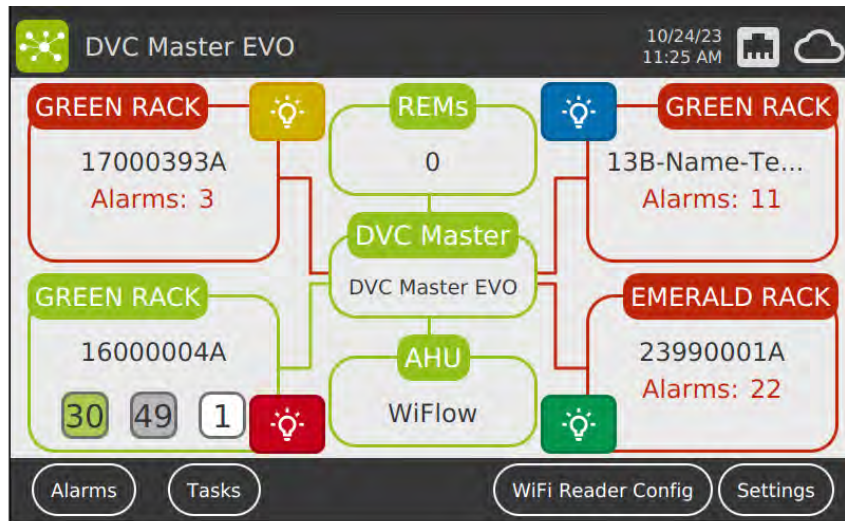 DVC Master EVO
10/24/23
11:25 AM
GREEN RACK
17000393A
Alarms: 3
REMs
0
GREEN RACK
13B-Name-Te...
Alarms: 11
DVC Master
DVC Master EVO
GREEN RACK
16000004A
30 49 1
AHU
WiFlow
EMERALD RACK
23990001A
Alarms: 22
Alarms Tasks WiFi Reader Config Settings